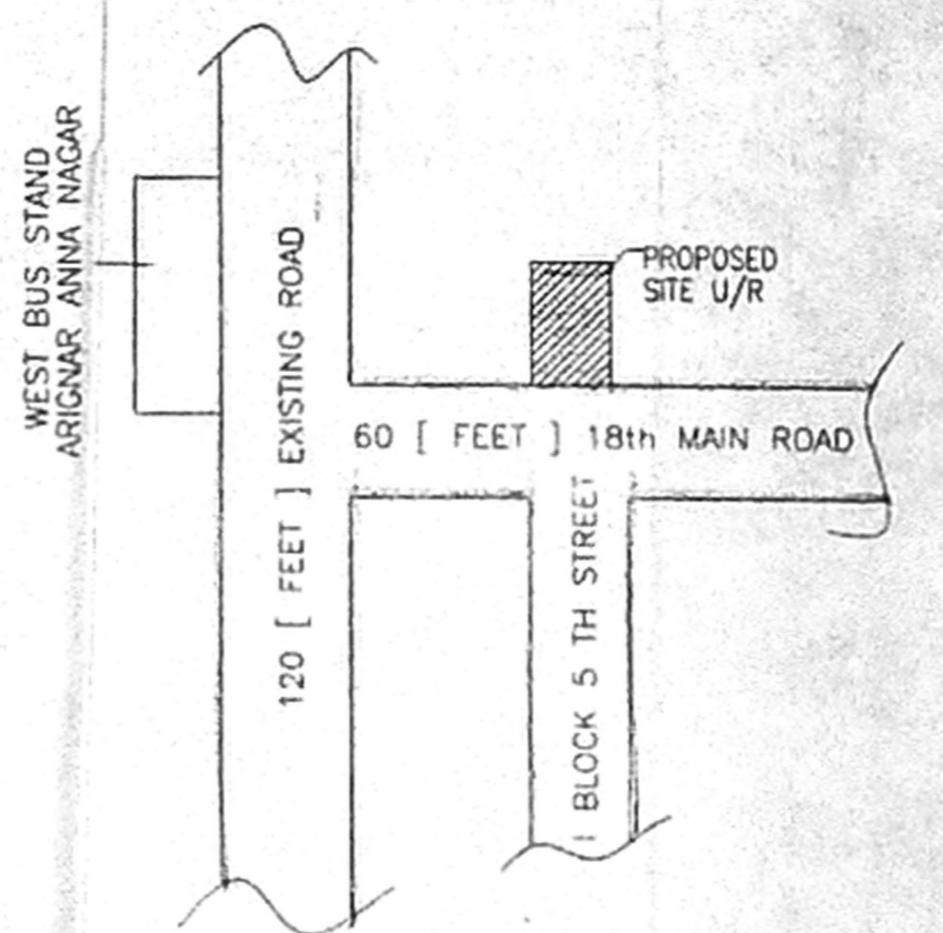 WEST BUS STAND
ARIGNAR ANNA NAGAR
120 [ FEET ] EXISTING ROAD
PROPOSED
SITE U/R
60 [ FEET ] 18th MAIN ROAD
I BLOCK 5 TH STREET